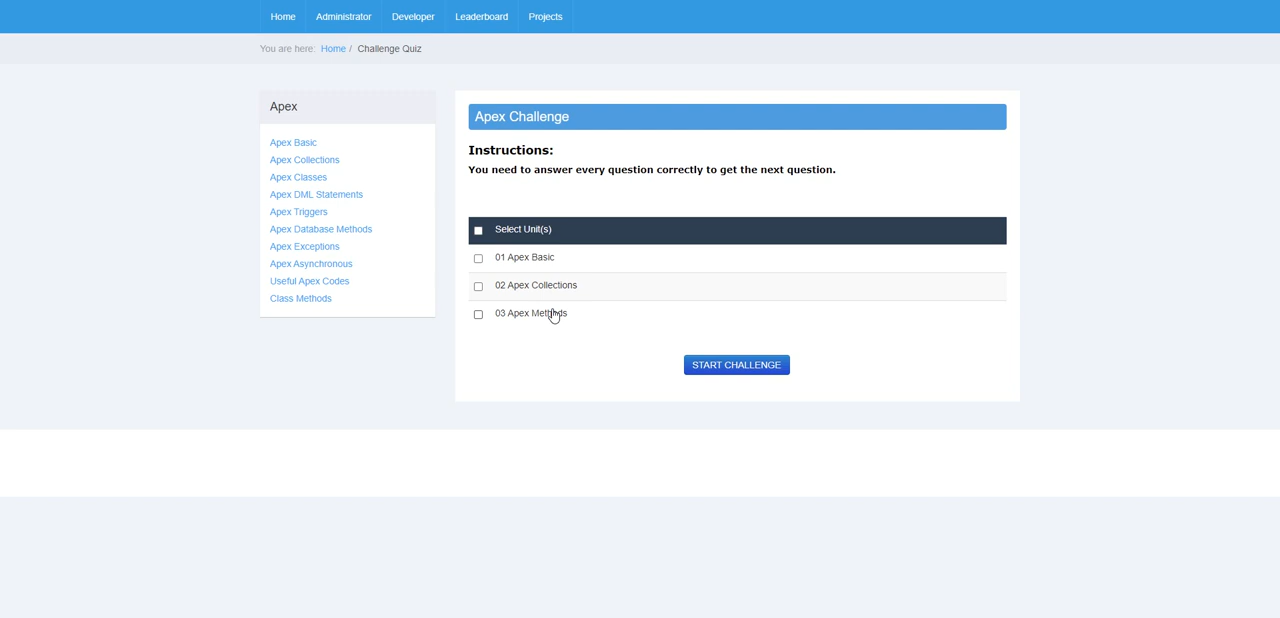 Home Administrator Developer Leaderboard Projects
You are here: Home / Challenge Quiz
Apex
Apex Basic
Apex Collections
Apex Classes
Apex DML Statements
Apex Triggers
Apex Database Methods
Apex Exceptions
Apex Asynchronous
Useful Apex Codes
Class Methods
Apex Challenge
Instructions:
You need to answer every question correctly to get the next question.
Select Unit(s)
01 Apex Basic
02 Apex Collections
03 Apex Methods
START CHALLENGE